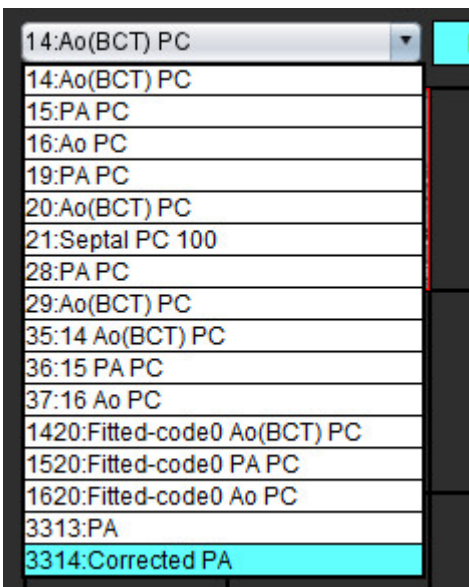 14:Ao(BCT) PC
14:Ao(BCT) PC
15:PA PC
16:Ao PC
19:PA PC
20:Ao(BCT) PC
21:Septal PC 100
28:PA PC
29:Ao(BCT) PC
35:14 Ao(BCT) PC
36:15 PA PC
37:16 Ao PC
1420:Fitted-code0 Ao(BCT) PC
1520:Fitted-code0 PA PC
1620:Fitted-code0 Ao PC
3313:PA
3314:Corrected PA